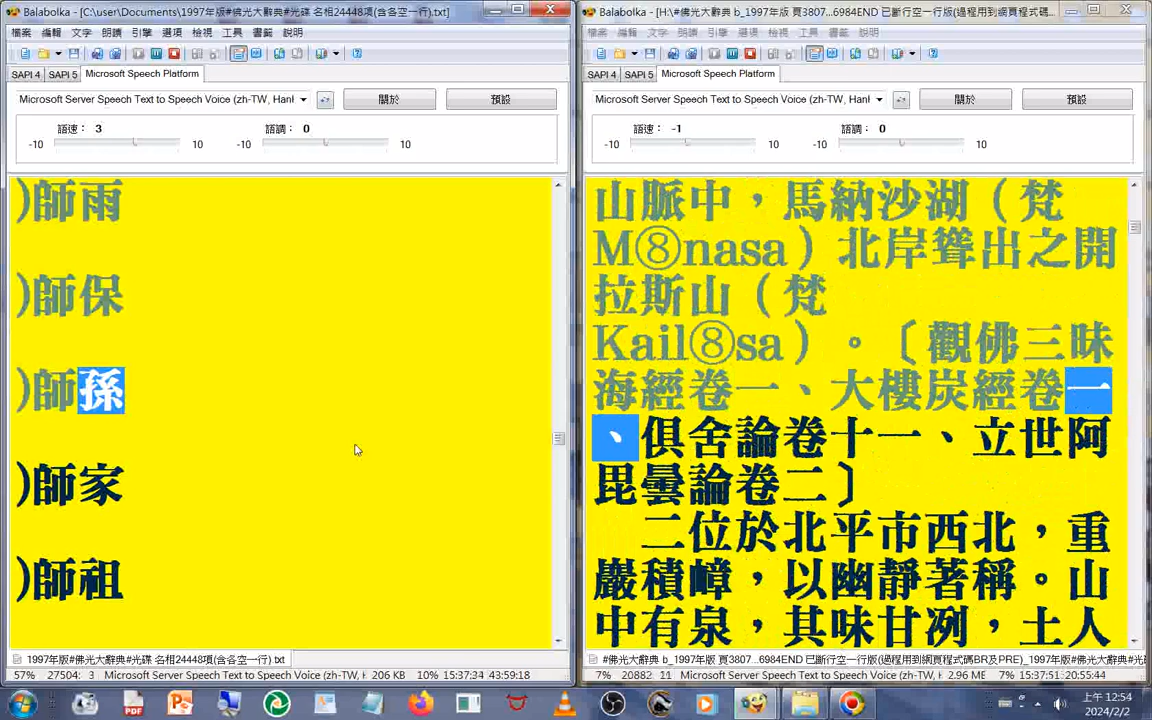 Balabolka - [C:\user\Documents\1997年版#佛光大辭典#光碟 名相24448項(含各空一行).txt]
檔案 編輯 文字 朗讀 引擎 選項 檢視 工具 書籤 說明
SAPI 4 SAPI 5 Microsoft Speech Platform
Microsoft Server Speech Text to Speech Voice (zh-TW, Hanl
關於 預設
語速： 3 語調： 0
-10 10 -10 10
)師雨
)師保
)師孫
)師家
)師祖
1997年版#佛光大辭典#光碟 名相24448項(含各空一行).txt
57% 27024: 3 Microsoft Server Speech Text to Speech Voice (zh-TW, H 206 KB 10% 15:37:34 43:59:18
Balabolka - [H:\#佛光大辭典 b_1997年版 頁3807...6984END 已斷行空一行版(過程用到網頁程式碼...
檔案 編輯 文字 朗讀 引擎 選項 檢視 工具 書籤 說明
SAPI 4 SAPI 5 Microsoft Speech Platform
Microsoft Server Speech Text to Speech Voice (zh-TW, Hanl
關於 預設
語速： -1 語調： 0
-10 10 -10 10
山脈中，馬納沙湖（梵
M⑧nasa）北岸聳出之開
拉斯山（梵
Kail⑧sa）。〔觀佛三昧
海經卷一、大樓炭經卷一
、俱舍論卷十一、立世阿
毘曇論卷二〕
二位於北平市西北，重
巖積嶂，以幽靜著稱。山
中有泉，其味甘冽，土人
#佛光大辭典 b_1997年版 頁3807...6984END 已斷行空一行版(過程用到網頁程式碼BR及PRE)_1997年版#佛光大辭典#光
7% 20882: 11 Microsoft Server Speech Text to Speech Voice (zh-TW, H 2.96 ME 7% 15:37:51 20:55:44
上午 12:54
2024/2/2